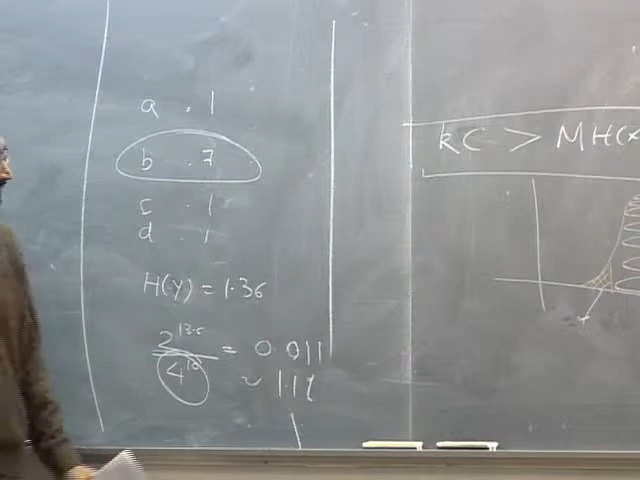 a .1
b .7
c .1
d .1
H(Y) = 1.36
2^13.6 / 4^10 = 0.011
~ 1.1%
kC > MH(X